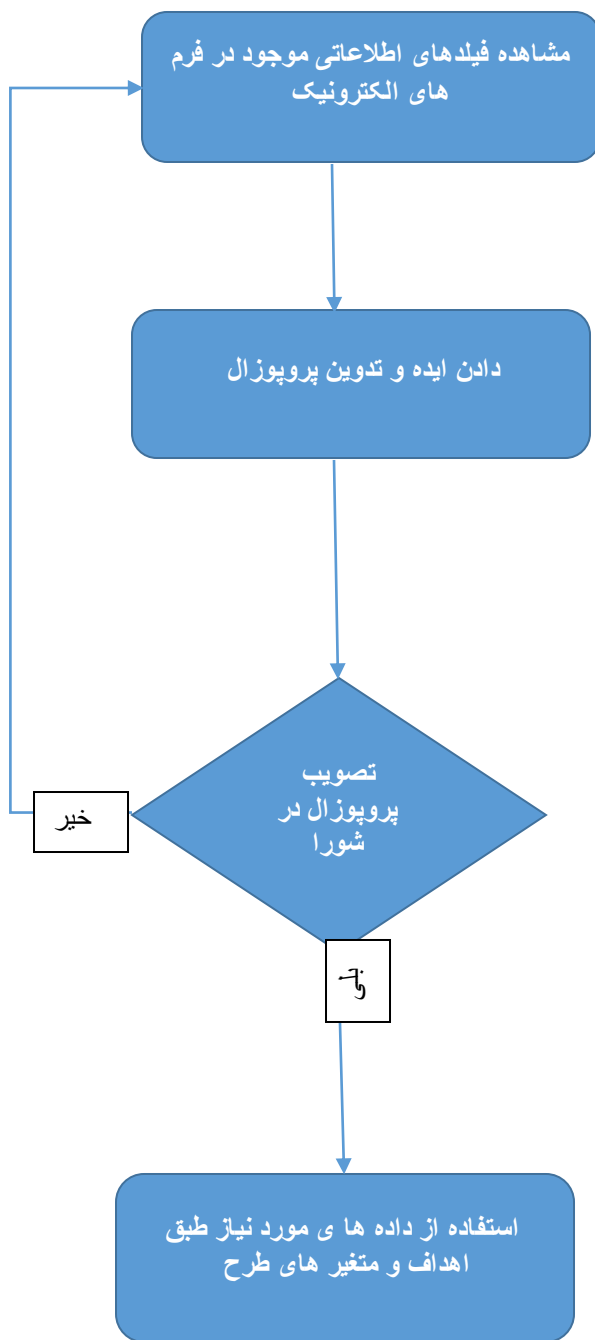 مشاهده فیلدهای اطلاعاتی موجود در فرم
های الکترونیک
دادن ایده و تدوین پروپوزال
تصویب
پروپوزال در
شورا
خیر
بلی
استفاده از داده ها ی مورد نیاز طبق
اهداف و متغیر های طرح